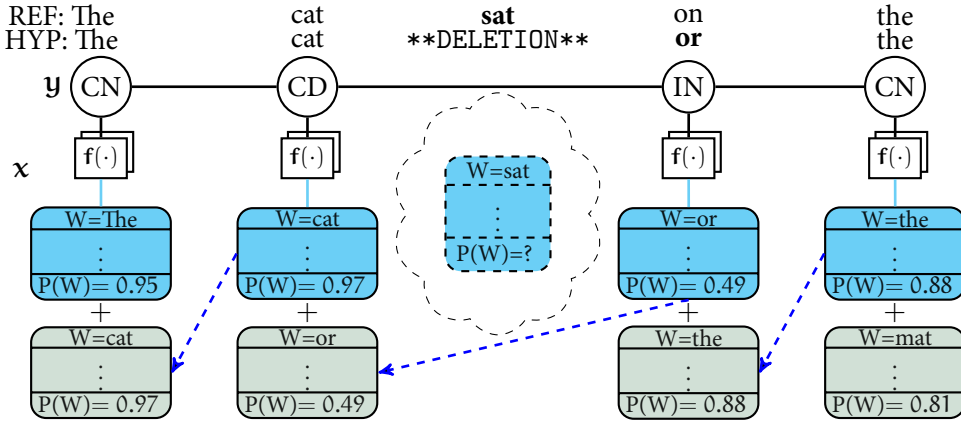 REF: The cat sat on the
HYP: The cat **DELETION** or the
y CN CD IN CN
x f(·) f(·) f(·) f(·)
W=sat
⋮
P(W)=?
W=The W=cat W=or W=the
⋮ ⋮ ⋮ ⋮
P(W)= 0.95 P(W)= 0.97 P(W)= 0.49 P(W)= 0.88
+ + + +
W=cat W=or W=the W=mat
⋮ ⋮ ⋮ ⋮
P(W)= 0.97 P(W)= 0.49 P(W)= 0.88 P(W)= 0.81